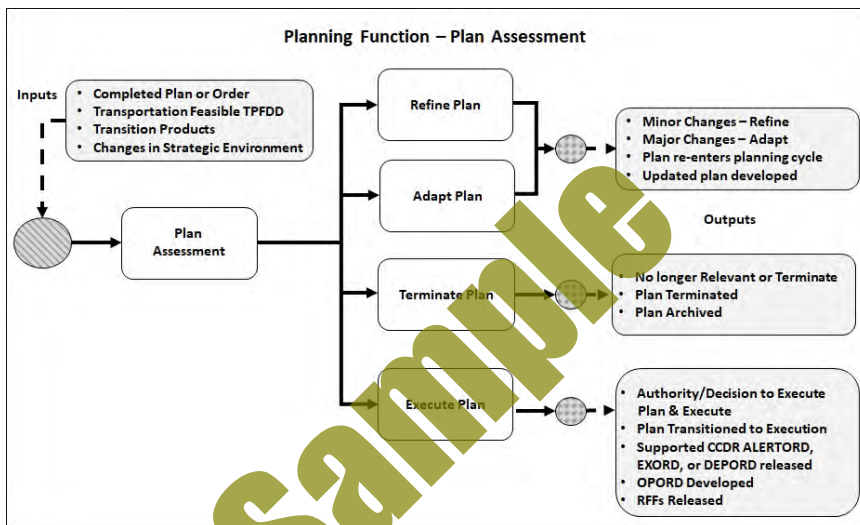 Planning Function – Plan Assessment
Inputs
• Completed Plan or Order
• Transportation Feasible TPFDD
• Transition Products
• Changes in Strategic Environment
Plan
Assessment
Refine Plan
Adapt Plan
Terminate Plan
Execute Plan
• Minor Changes – Refine
• Major Changes – Adapt
• Plan re-enters planning cycle
• Updated plan developed
Outputs
• No longer Relevant or Terminate
• Plan Terminated
• Plan Archived
• Authority/Decision to Execute
Plan & Execute
• Plan Transitioned to Execution
• Supported CCDR ALERTORD,
EXORD, or DEPORD released
• OPORD Developed
• RFFs Released
Sample